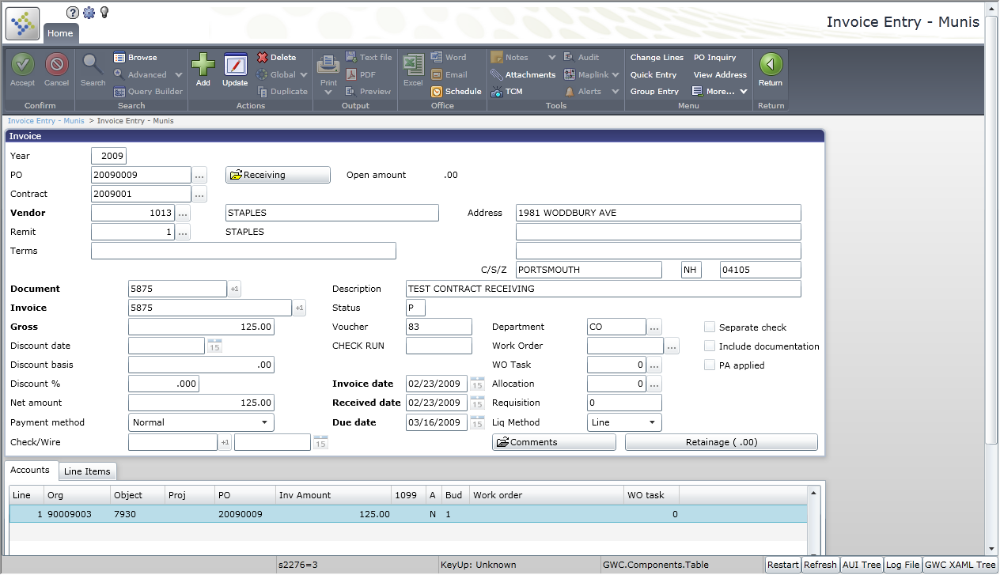 ?
Invoice Entry - Munis
Home
Accept Cancel Search Browse Advanced Query Builder Add Update Delete Global Duplicate Print Text file PDF Preview Excel Word Email Schedule Notes Attachments TCM Audit Maplink Alerts Change Lines Quick Entry Group Entry PO Inquiry View Address More... Return
Confirm Search Actions Output Office Tools Menu Return
Invoice Entry - Munis > Invoice Entry - Munis
Invoice
Year 2009
PO 20090009 ... Receiving Open amount .00
Contract 2009001 ...
Vendor 1013 ... STAPLES Address 1981 WODDBURY AVE
Remit 1 ... STAPLES
Terms
C/S/Z PORTSMOUTH NH 04105
Document 5875 +1 Description TEST CONTRACT RECEIVING
Invoice 5875 +1 Status P
Gross 125.00 Voucher 83 Department CO ... Separate check
Discount date 15 CHECK RUN Work Order ... Include documentation
Discount basis .00 WO Task 0 ... PA applied
Discount % .000 Invoice date 02/23/2009 15 Allocation 0 ...
Net amount 125.00 Received date 02/23/2009 15 Requisition 0
Payment method Normal Due date 03/16/2009 15 Liq Method Line
Check/Wire +1 15 Comments Retainage ( .00)
Accounts Line Items
Line Org Object Proj PO Inv Amount 1099 A Bud Work order WO task
1 90009003 7930 20090009 125.00 N 1 0
s2276=3 KeyUp: Unknown GWC.Components.Table Restart Refresh AUI Tree Log File GWC XAML Tree